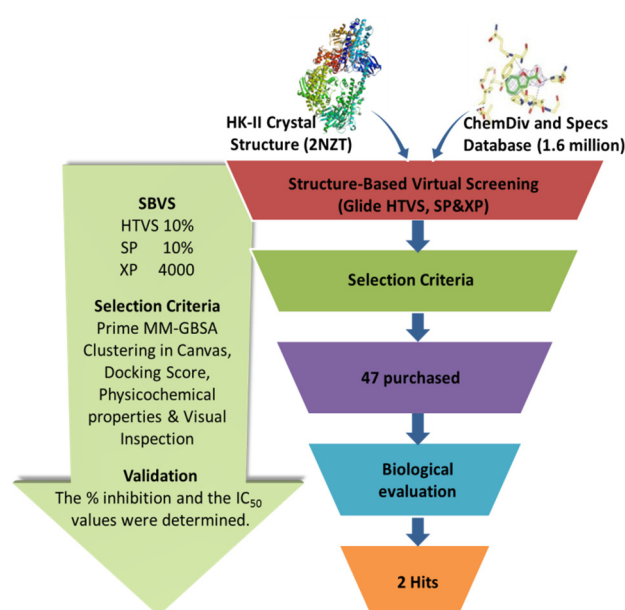 HK-II Crystal
Structure (2NZT)
ChemDiv and Specs
Database (1.6 million)
Structure-Based Virtual Screening
(Glide HTVS, SP&XP)
Selection Criteria
47 purchased
Biological
evaluation
2 Hits
SBVS
HTVS 10%
SP 10%
XP 4000
Selection Criteria
Prime MM-GBSA
Clustering in Canvas,
Docking Score,
Physicochemical
properties & Visual
Inspection
Validation
The % inhibition and the IC50
values were determined.